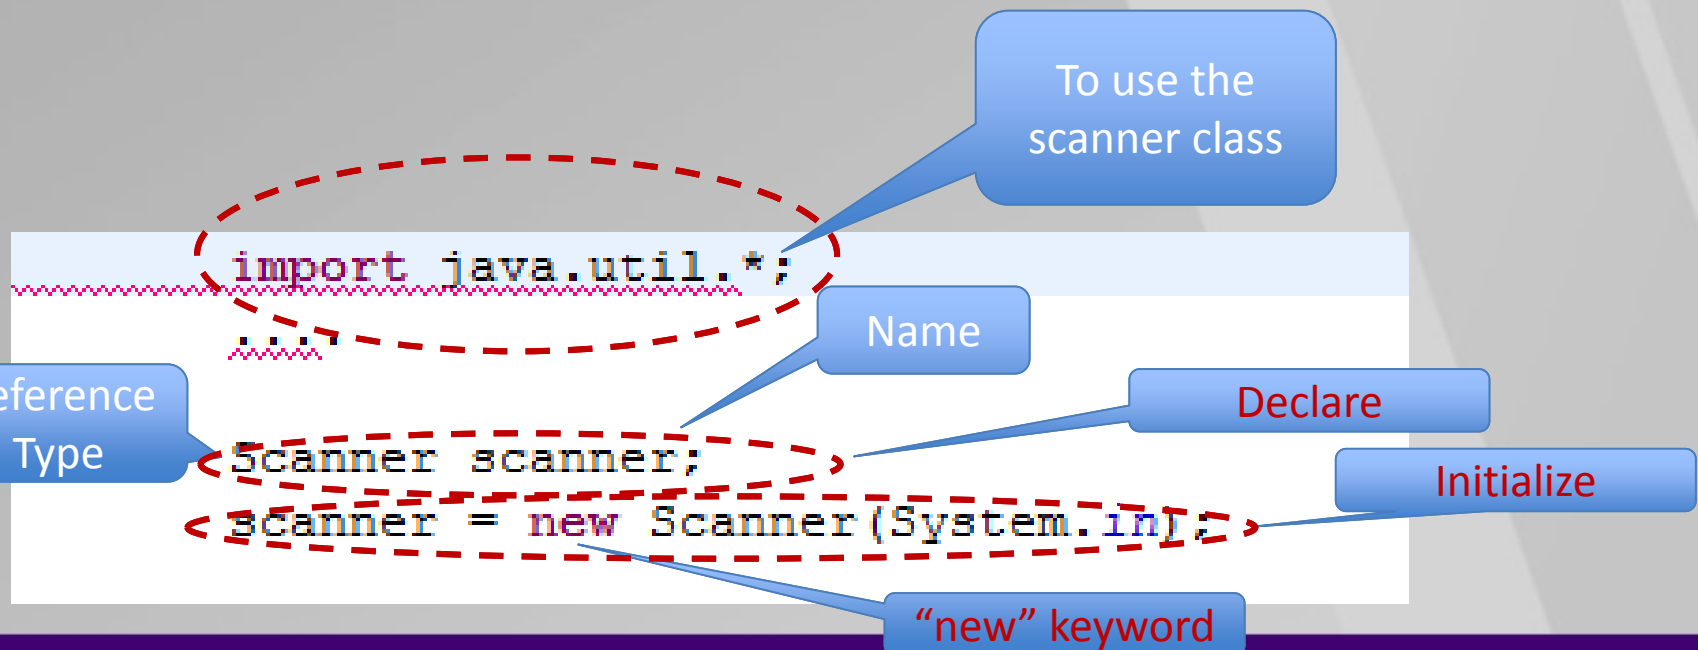 To use the
scanner class
import java.util.*;
....
Name
eference
Type
Declare
Scanner scanner;
Initialize
scanner = new Scanner(System.in);
“new” keyword